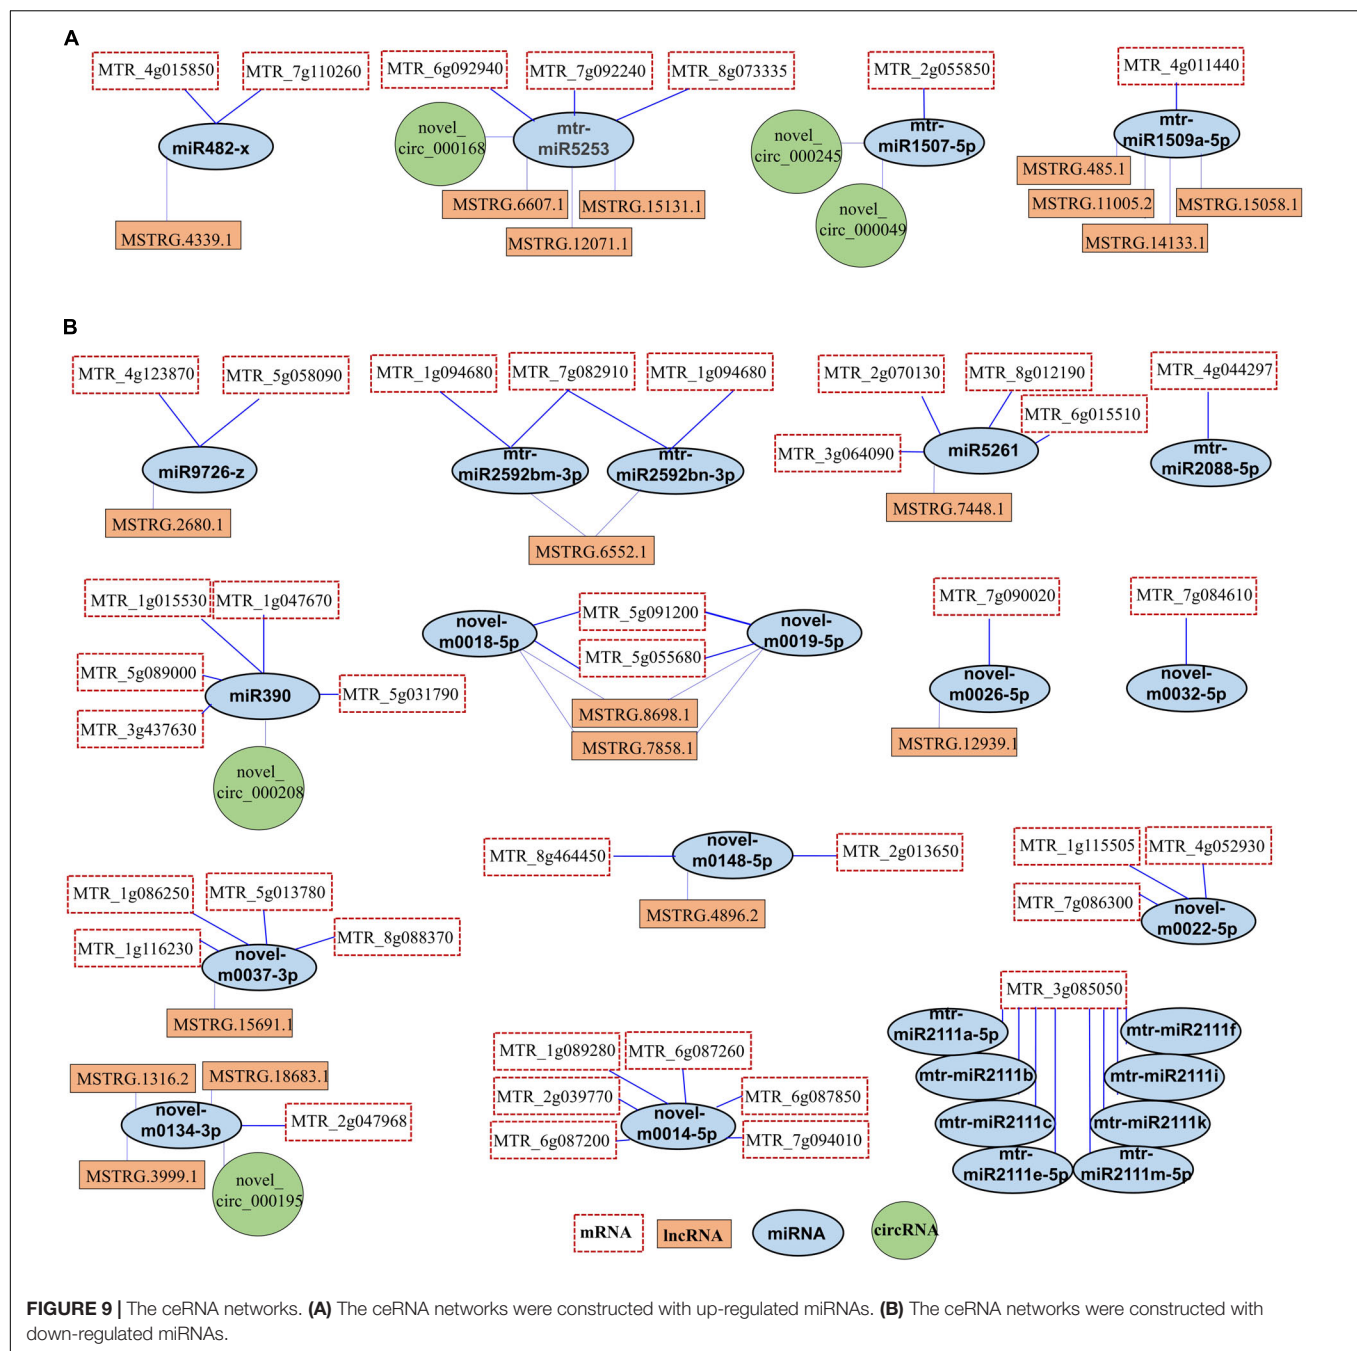 A
MTR_4g015850
MTR_7g110260
miR482-x
MSTRG.4339.1
MTR_6g092940
MTR_7g092240
MTR_8g073335
novel_
circ_000168
mtr-
miR5253
MSTRG.6607.1
MSTRG.15131.1
MSTRG.12071.1
MTR_2g055850
novel_
circ_000245
mtr-
miR1507-5p
novel_
circ_000049
MTR_4g011440
mtr-
miR1509a-5p
MSTRG.485.1
MSTRG.11005.2
MSTRG.15058.1
MSTRG.14133.1
B
MTR_4g123870
MTR_5g058090
miR9726-z
MSTRG.2680.1
MTR_1g094680
MTR_7g082910
MTR_1g094680
mtr-
miR2592bm-3p
mtr-
miR2592bn-3p
MSTRG.6552.1
MTR_2g070130
MTR_8g012190
MTR_6g015510
MTR_3g064090
miR5261
MSTRG.7448.1
MTR_4g044297
mtr-
miR2088-5p
MTR_1g015530
MTR_1g047670
MTR_5g089000
miR390
MTR_5g031790
MTR_3g437630
novel_
circ_000208
novel-
m0018-5p
MTR_5g091200
MTR_5g055680
novel-
m0019-5p
MSTRG.8698.1
MSTRG.7858.1
MTR_7g090020
novel-
m0026-5p
MSTRG.12939.1
MTR_7g084610
novel-
m0032-5p
MTR_1g086250
MTR_5g013780
MTR_1g116230
MTR_8g088370
novel-
m0037-3p
MSTRG.15691.1
MTR_8g464450
novel-
m0148-5p
MTR_2g013650
MSTRG.4896.2
MTR_1g115505
MTR_4g052930
MTR_7g086300
novel-
m0022-5p
MSTRG.1316.2
MSTRG.18683.1
novel-
m0134-3p
MTR_2g047968
MSTRG.3999.1
novel_
circ_000195
MTR_1g089280
MTR_6g087260
MTR_2g039770
MTR_6g087850
MTR_6g087200
novel-
m0014-5p
MTR_7g094010
MTR_3g085050
mtr-
miR2111a-5p
mtr-miR2111f
mtr-miR2111b
mtr-miR2111i
mtr-miR2111c
mtr-miR2111k
mtr-
miR2111e-5p
mtr-
miR2111m-5p
mRNA
lncRNA
miRNA
circRNA
FIGURE 9 | The ceRNA networks. (A) The ceRNA networks were constructed with up-regulated miRNAs. (B) The ceRNA networks were constructed with
down-regulated miRNAs.